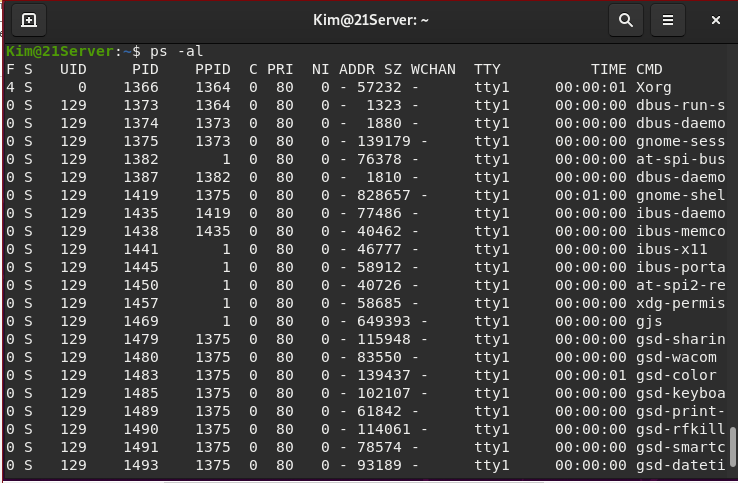 Kim@21Server: ~
Kim@21Server:~$ ps -al
F S   UID     PID    PPID  C PRI  NI ADDR SZ WCHAN  TTY          TIME CMD
4 S     0    1366    1364  0  80   0 - 57232 -      tty1     00:00:01 Xorg
0 S   129    1373    1364  0  80   0 -  1323 -      tty1     00:00:00 dbus-run-s
0 S   129    1374    1373  0  80   0 -  1880 -      tty1     00:00:00 dbus-daemo
0 S   129    1375    1373  0  80   0 - 139179 -     tty1     00:00:00 gnome-sess
0 S   129    1382       1  0  80   0 - 76378 -      tty1     00:00:00 at-spi-bus
0 S   129    1387    1382  0  80   0 -  1810 -      tty1     00:00:00 dbus-daemo
0 S   129    1419    1375  0  80   0 - 828657 -     tty1     00:01:00 gnome-shel
0 S   129    1435    1419  0  80   0 - 77486 -      tty1     00:00:00 ibus-daemo
0 S   129    1438    1435  0  80   0 - 40462 -      tty1     00:00:00 ibus-memco
0 S   129    1441       1  0  80   0 - 46777 -      tty1     00:00:00 ibus-x11
0 S   129    1445       1  0  80   0 - 58912 -      tty1     00:00:00 ibus-porta
0 S   129    1450       1  0  80   0 - 40726 -      tty1     00:00:00 at-spi2-re
0 S   129    1457       1  0  80   0 - 58685 -      tty1     00:00:00 xdg-permis
0 S   129    1469       1  0  80   0 - 649393 -     tty1     00:00:00 gjs
0 S   129    1479    1375  0  80   0 - 115948 -     tty1     00:00:00 gsd-sharin
0 S   129    1480    1375  0  80   0 - 83550 -      tty1     00:00:00 gsd-wacom
0 S   129    1483    1375  0  80   0 - 139437 -     tty1     00:00:01 gsd-color
0 S   129    1485    1375  0  80   0 - 102107 -     tty1     00:00:00 gsd-keyboa
0 S   129    1489    1375  0  80   0 - 61842 -      tty1     00:00:00 gsd-print-
0 S   129    1490    1375  0  80   0 - 114061 -     tty1     00:00:00 gsd-rfkill
0 S   129    1491    1375  0  80   0 - 78574 -      tty1     00:00:00 gsd-smartc
0 S   129    1493    1375  0  80   0 - 93189 -      tty1     00:00:00 gsd-dateti